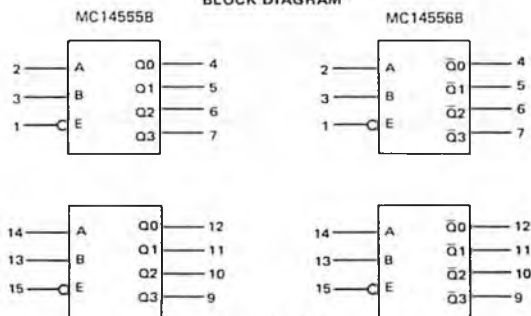 BLOCK DIAGRAM
MC14555B
2 A Q0 4
3 B Q1 5
Q2 6
1 E Q3 7
14 A Q0 12
13 B Q1 11
Q2 10
15 E Q3 9
MC14556B
2 A Q̅0 4
3 B Q̅1 5
Q̅2 6
1 E Q̅3 7
14 A Q̅0 12
13 B Q̅1 11
Q̅2 10
15 E Q̅3 9